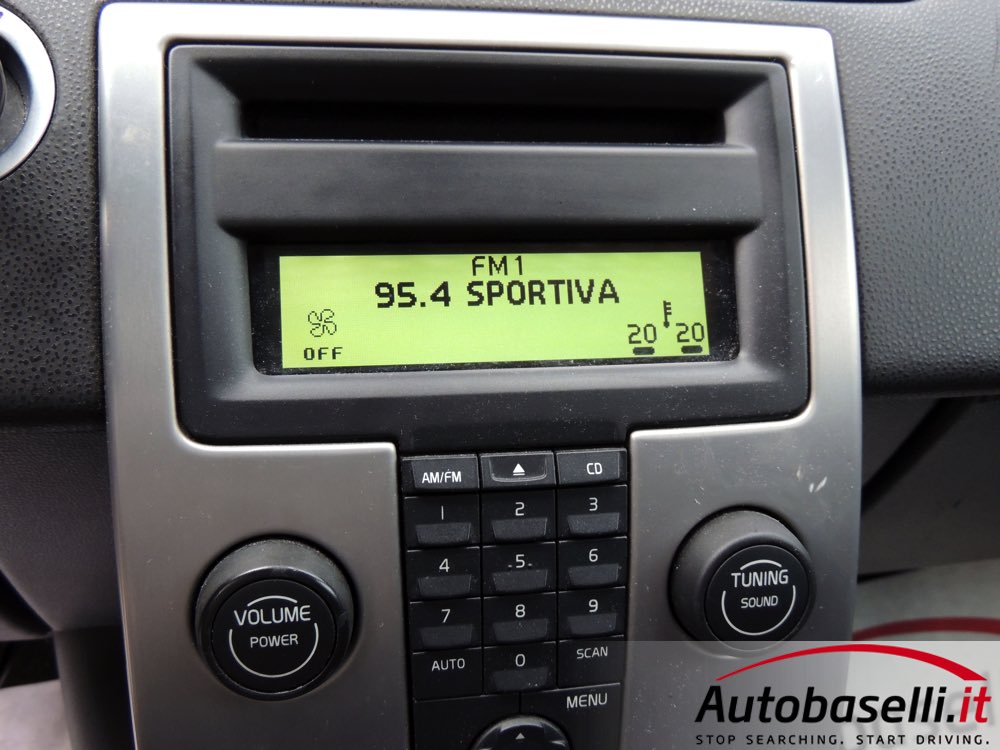 FM1
95.4 SPORTIVA
OFF
20 20
AM/FM CD
1 2 3
4 -5- 6
7 8 9
AUTO 0 SCAN
MENU
VOLUME
POWER
TUNING
SOUND
Autobaselli.it
STOP SEARCHING. START DRIVING.